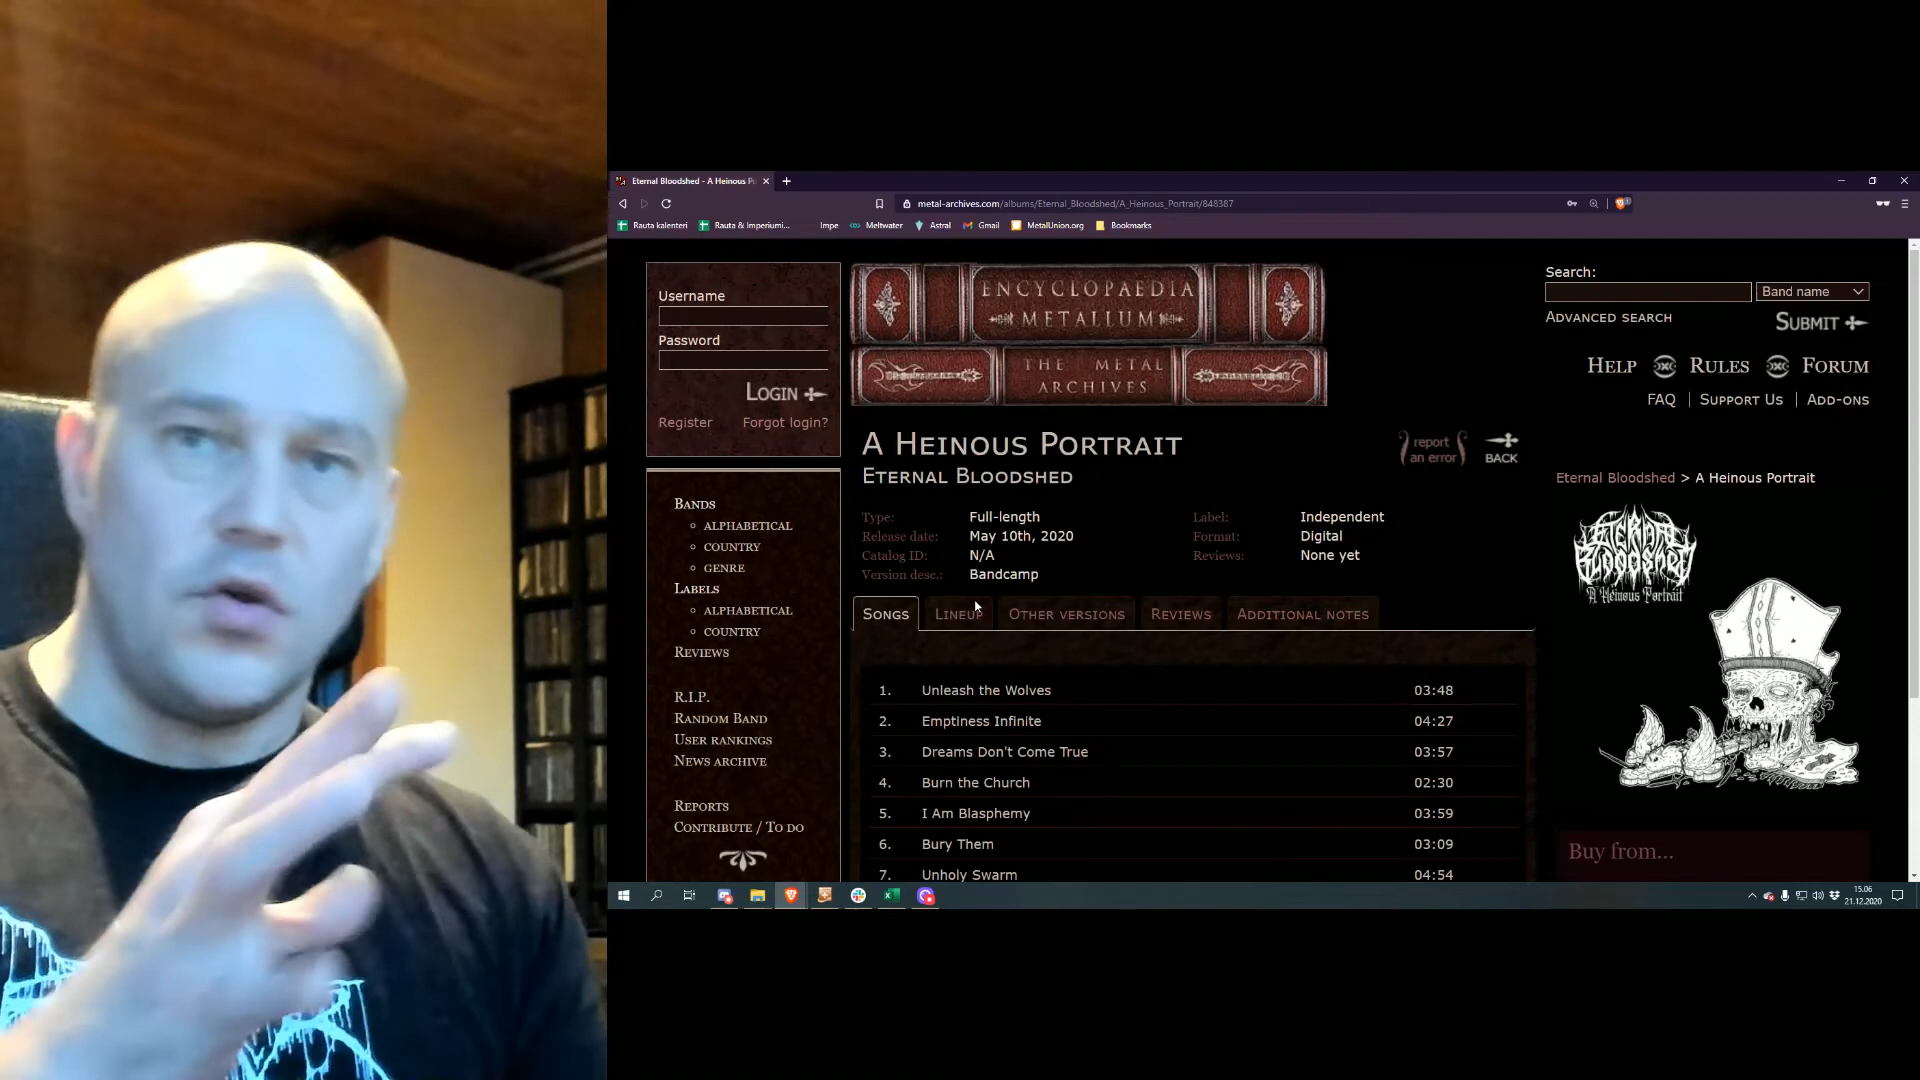 Eternal Bloodshed - A Heinous P
metal-archives.com/albums/Eternal_Bloodshed/A_Heinous_Portrait/848387
Rauta kalenteri
Rauta & Imperiumi...
Impe
Meltwater
Astral
Gmail
MetalUnion.org
Bookmarks
Username
Password
LOGIN
Register
Forgot login?
ENCYCLOPAEDIA
METALLUM
THE METAL
ARCHIVES
Search:
Band name
ADVANCED SEARCH
SUBMIT
HELP
RULES
FORUM
FAQ
SUPPORT US
ADD-ONS
A HEINOUS PORTRAIT
ETERNAL BLOODSHED
report
an error
BACK
Eternal Bloodshed > A Heinous Portrait
Type: Full-length
Release date: May 10th, 2020
Catalog ID: N/A
Version desc.: Bandcamp
Label: Independent
Format: Digital
Reviews: None yet
BANDS
ALPHABETICAL
COUNTRY
GENRE
LABELS
ALPHABETICAL
COUNTRY
REVIEWS
R.I.P.
RANDOM BAND
USER RANKINGS
NEWS ARCHIVE
REPORTS
CONTRIBUTE / TO DO
SONGS
LINEUP
OTHER VERSIONS
REVIEWS
ADDITIONAL NOTES
1. Unleash the Wolves 03:48
2. Emptiness Infinite 04:27
3. Dreams Don't Come True 03:57
4. Burn the Church 02:30
5. I Am Blasphemy 03:59
6. Bury Them 03:09
7. Unholy Swarm 04:54
ETERNAL
BLOODSHED
A Heinous Portrait
Buy from...
15.06
21.12.2020